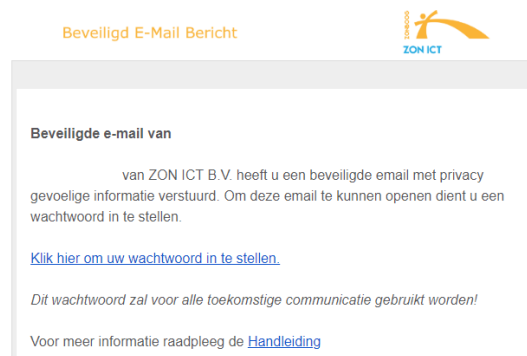 Beveiligd E-Mail Bericht
ZONBOOG
ZON ICT
Beveiligde e-mail van
van ZON ICT B.V. heeft u een beveiligde email met privacy
gevoelige informatie verstuurd. Om deze email te kunnen openen dient u een
wachtwoord in te stellen.
Klik hier om uw wachtwoord in te stellen.
Dit wachtwoord zal voor alle toekomstige communicatie gebruikt worden!
Voor meer informatie raadpleeg de Handleiding